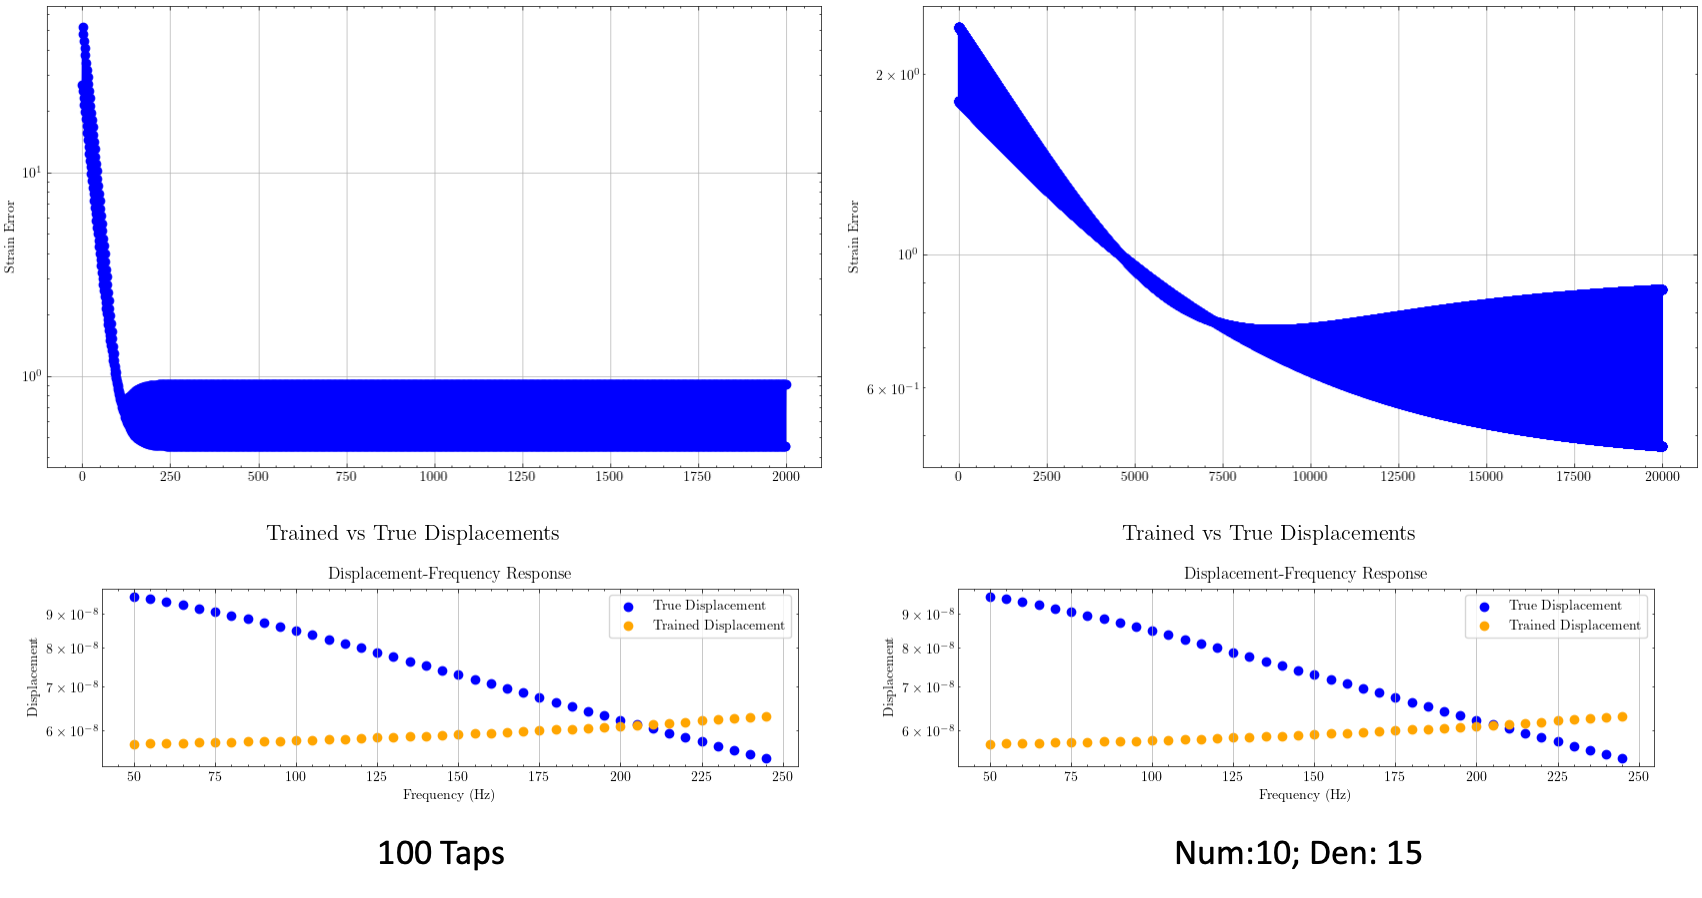 10¹
10⁰
Strain Error
0 250 500 750 1000 1250 1500 1750 2000
2 × 10⁰
10⁰
6 × 10⁻¹
Strain Error
0 2500 5000 7500 10000 12500 15000 17500 20000
Trained vs True Displacements
Displacement-Frequency Response
9 × 10⁻⁸
8 × 10⁻⁸
7 × 10⁻⁸
6 × 10⁻⁸
Displacement
True Displacement
Trained Displacement
50 75 100 125 150 175 200 225 250
Frequency (Hz)
100 Taps
Trained vs True Displacements
Displacement-Frequency Response
9 × 10⁻⁸
8 × 10⁻⁸
7 × 10⁻⁸
6 × 10⁻⁸
Displacement
True Displacement
Trained Displacement
50 75 100 125 150 175 200 225 250
Frequency (Hz)
Num:10; Den: 15